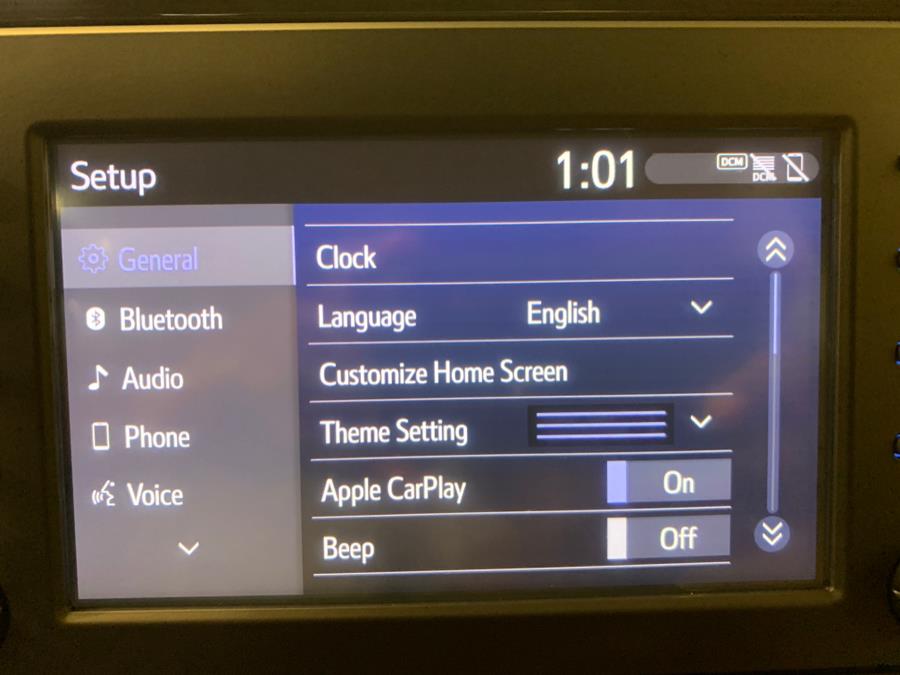 Setup
1:01
DCM
DCM
General
Bluetooth
Audio
Phone
Voice
Clock
Language English
Customize Home Screen
Theme Setting
Apple CarPlay On
Beep Off